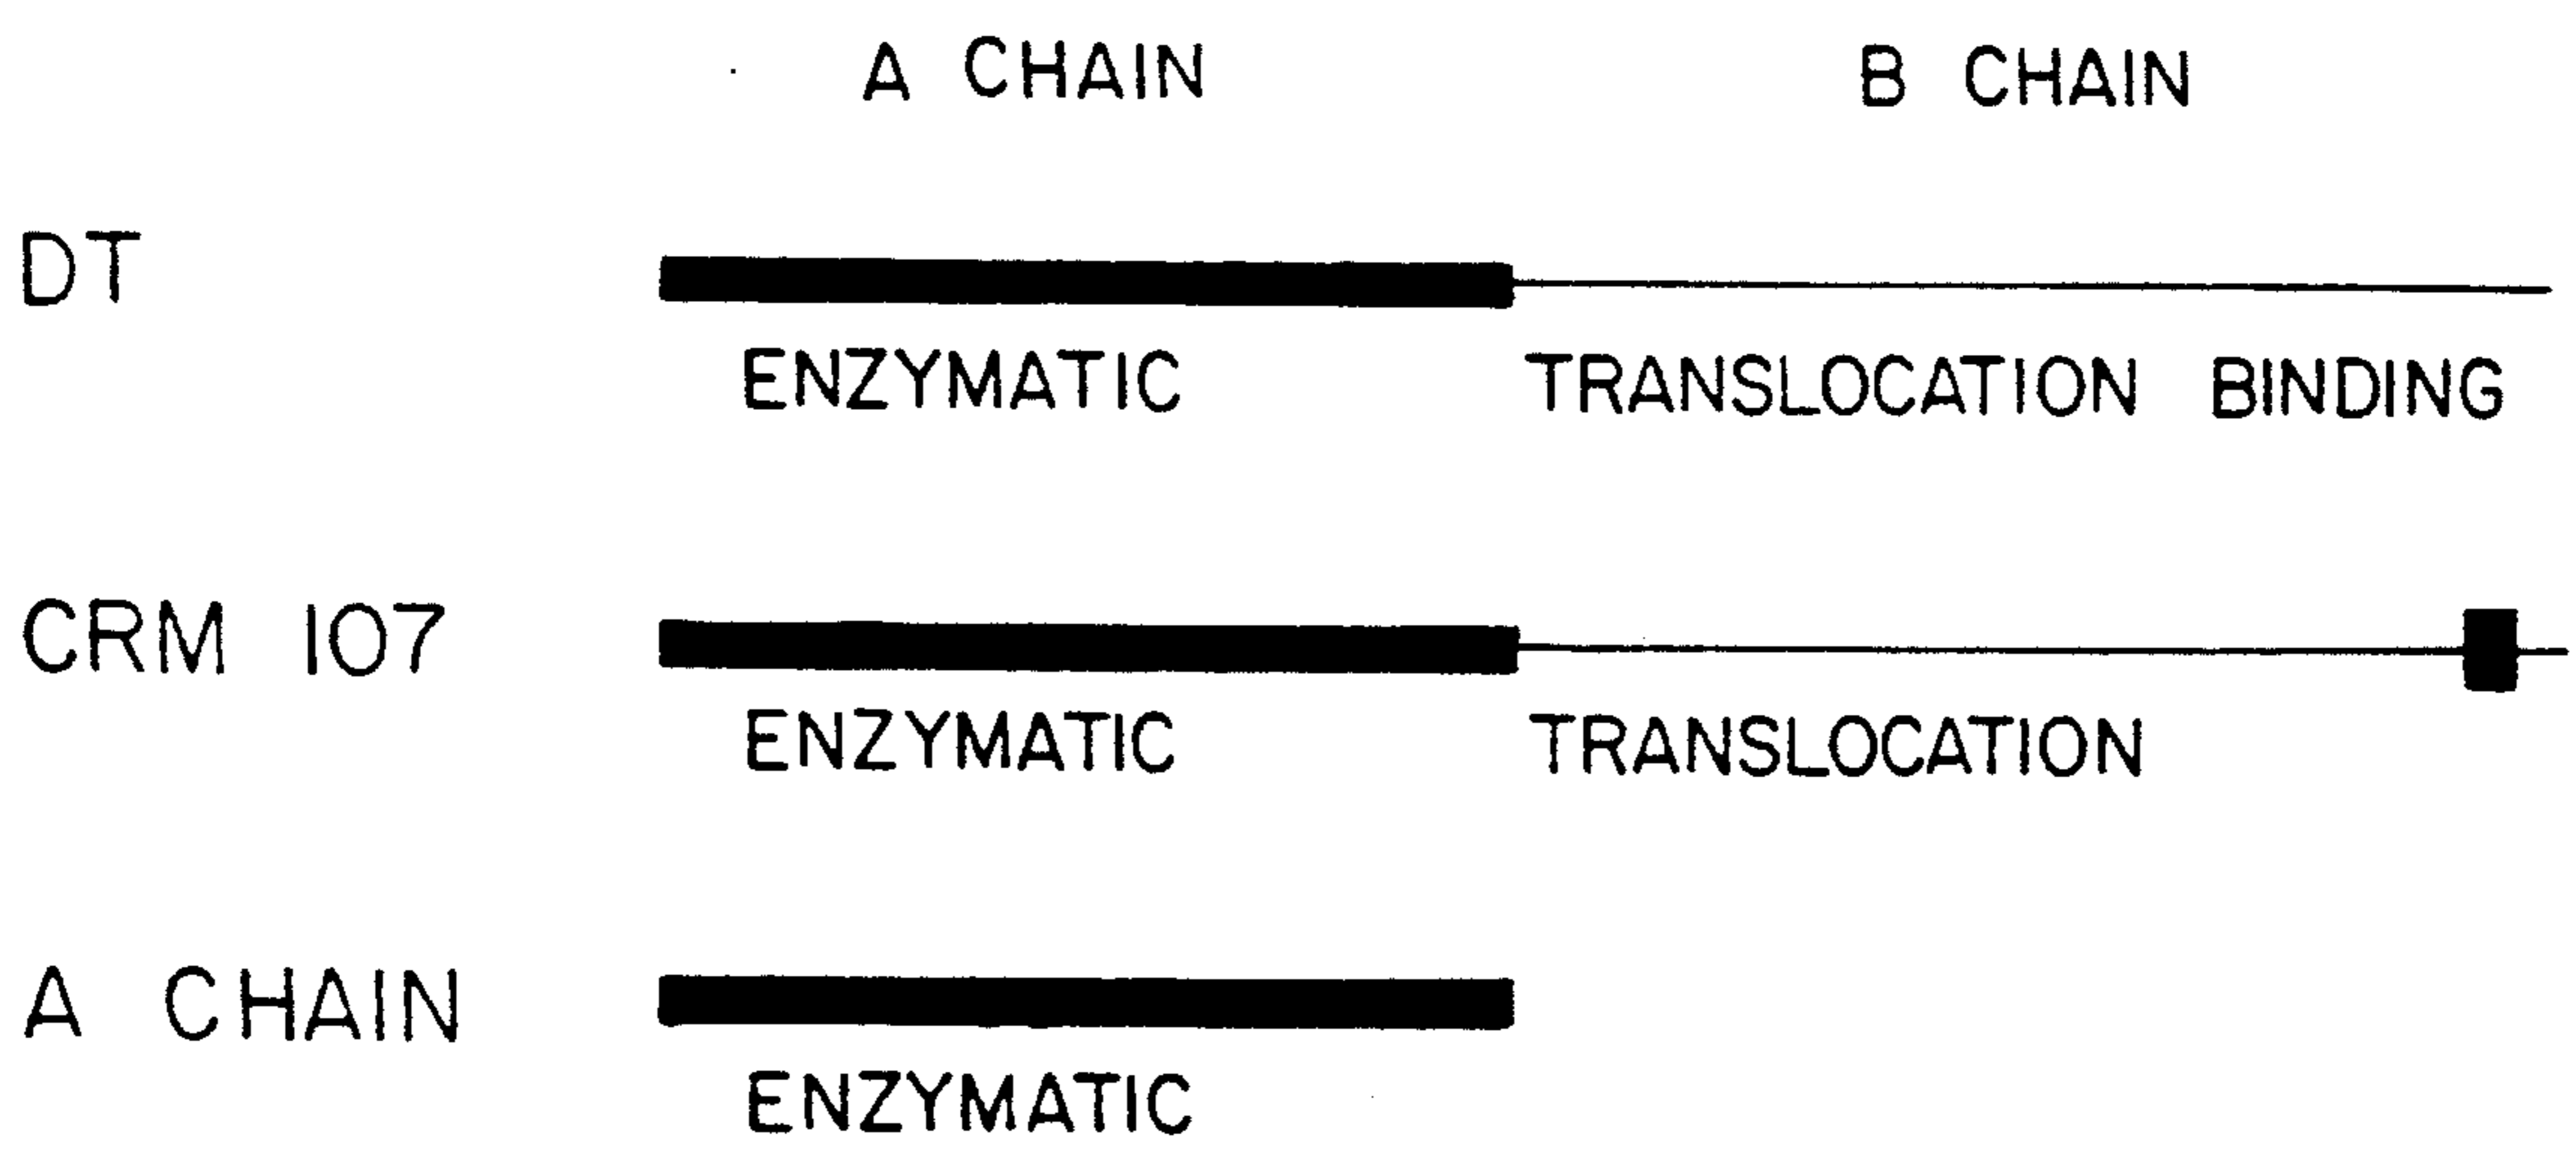 A CHAIN B CHAIN
DT
ENZYMATIC TRANSLOCATION BINDING
CRM 107
ENZYMATIC TRANSLOCATION
A CHAIN
ENZYMATIC